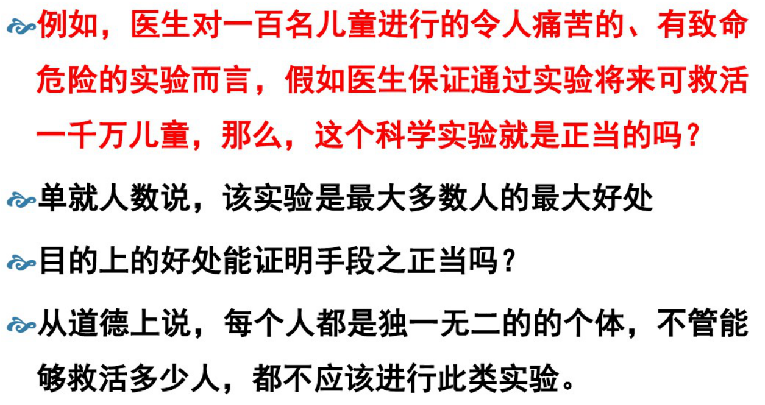 例如，医生对一百名儿童进行的令人痛苦的、有致命
危险的实验而言，假如医生保证通过实验将来可救活
一千万儿童，那么，这个科学实验就是正当的吗？
单就人数说，该实验是最大多数人的最大好处
目的上的好处能证明手段之正当吗？
从道德上说，每个人都是独一无二的的个体，不管能
够救活多少人，都不应该进行此类实验。